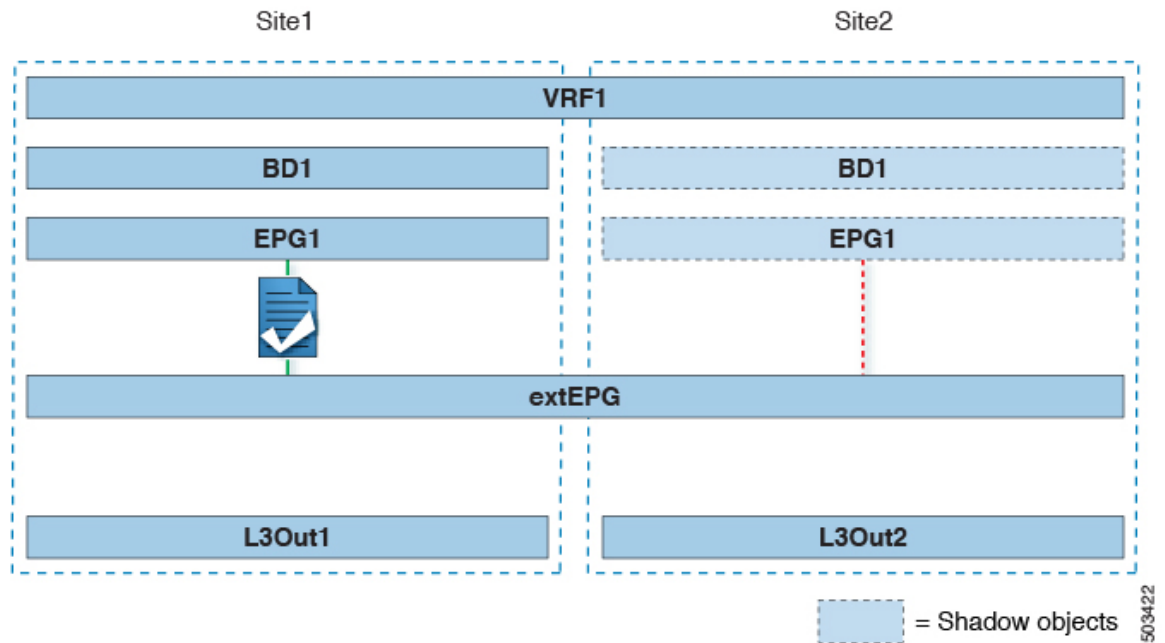 Site1
Site2
VRF1
BD1
BD1
EPG1
EPG1
extEPG
L3Out1
L3Out2
= Shadow objects
503422